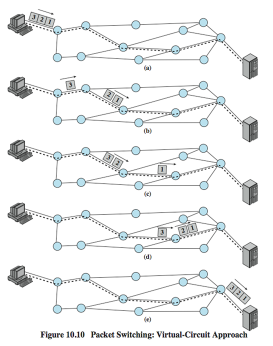 3 2 1
(a)
3
2 1
(b)
3 2
1
(c)
3
2 1
(d)
3 2 1
(e)
Figure 10.10 Packet Switching: Virtual-Circuit Approach